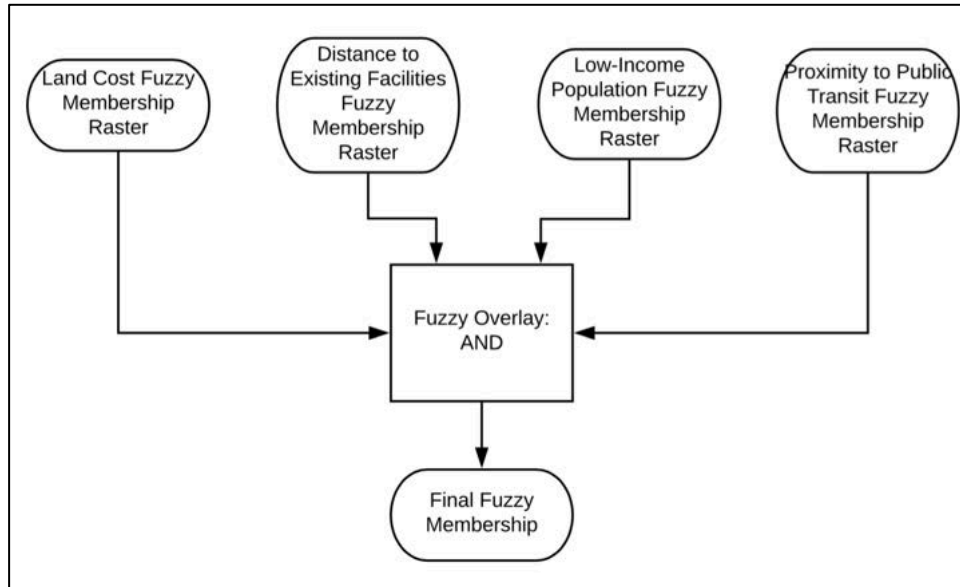 Land Cost Fuzzy
Membership
Raster
Distance to
Existing Facilities
Fuzzy
Membership
Raster
Low-Income
Population Fuzzy
Membership
Raster
Proximity to Public
Transit Fuzzy
Membership
Raster
Fuzzy Overlay:
AND
Final Fuzzy
Membership